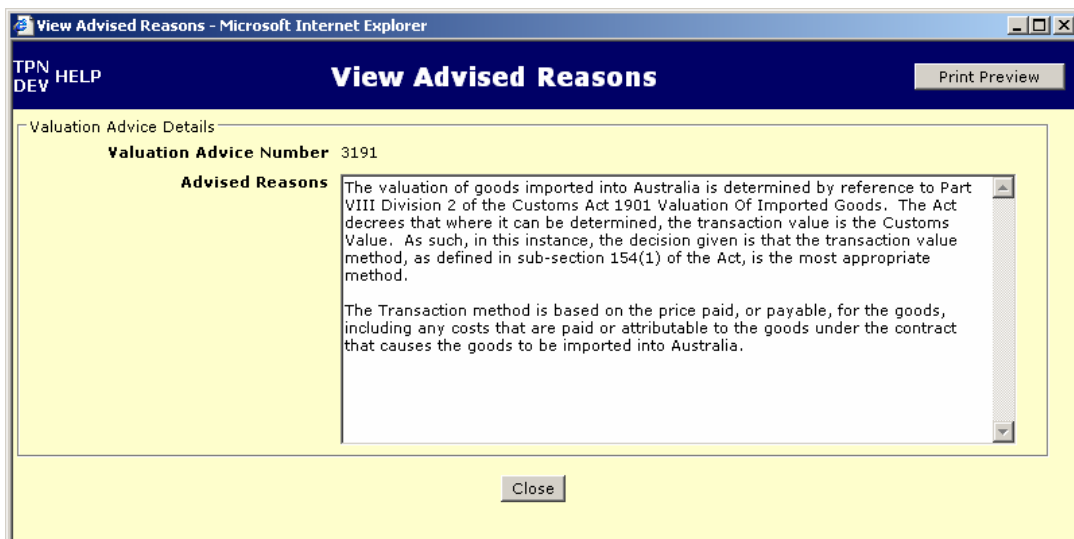 View Advised Reasons - Microsoft Internet Explorer
TPN
DEV
HELP
View Advised Reasons
Print Preview
Valuation Advice Details
Valuation Advice Number 3191
Advised Reasons
The valuation of goods imported into Australia is determined by reference to Part
VIII Division 2 of the Customs Act 1901 Valuation Of Imported Goods.  The Act
decrees that where it can be determined, the transaction value is the Customs
Value.  As such, in this instance, the decision given is that the transaction value
method, as defined in sub-section 154(1) of the Act, is the most appropriate
method.
The Transaction method is based on the price paid, or payable, for the goods,
including any costs that are paid or attributable to the goods under the contract
that causes the goods to be imported into Australia.
Close